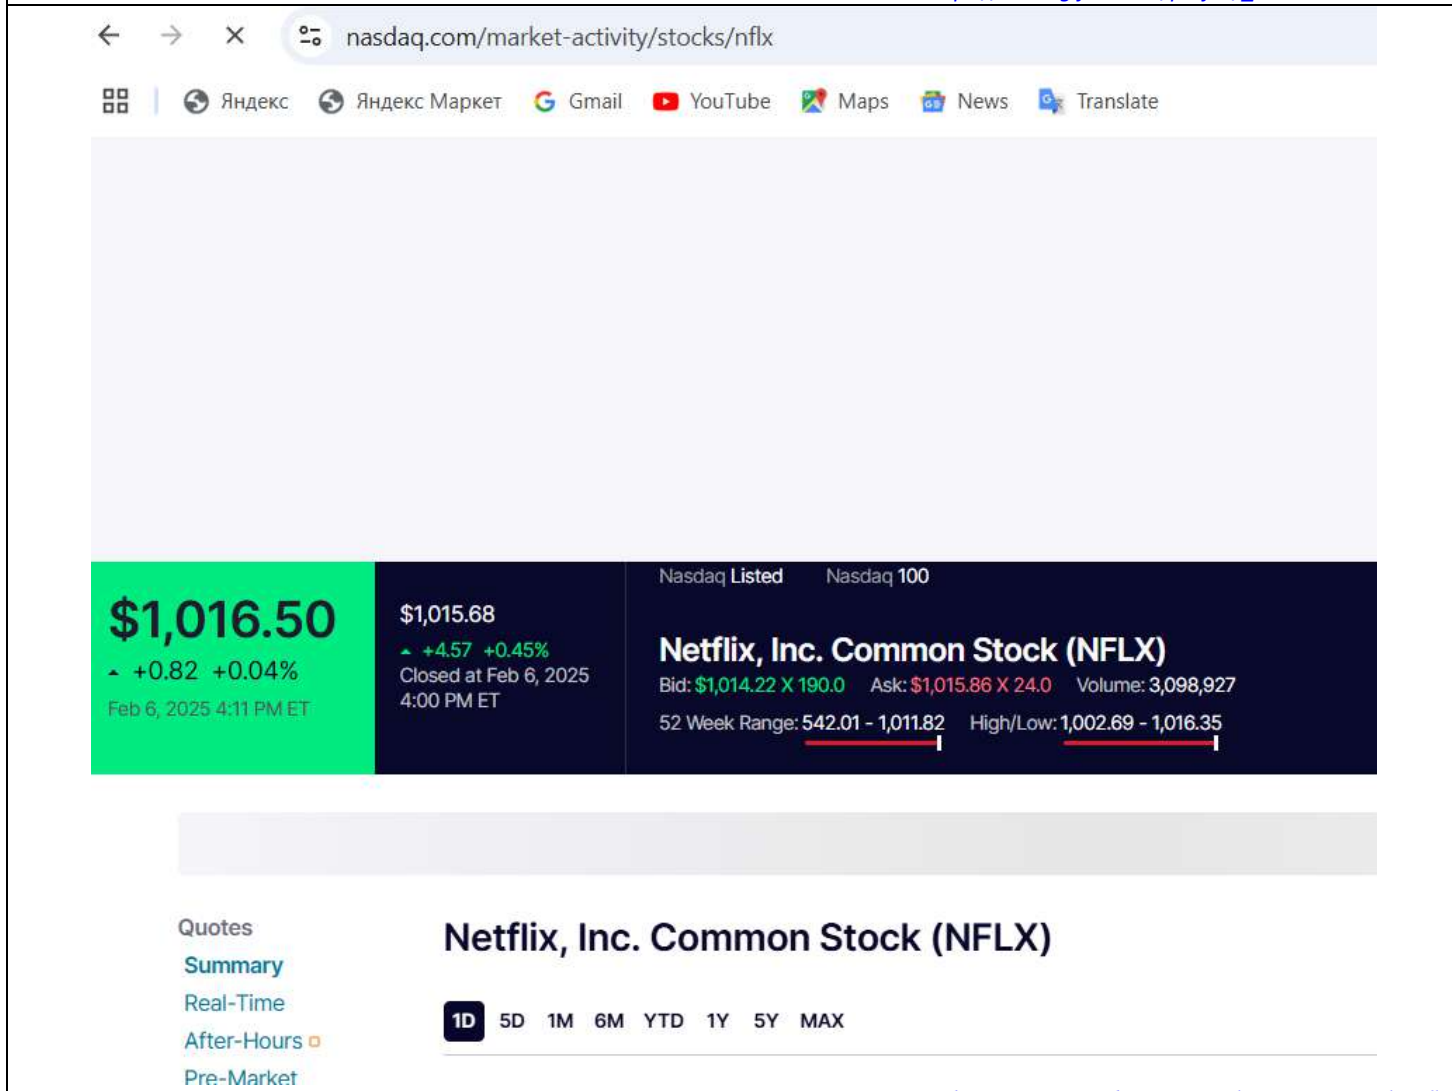 nasdaq.com/market-activity/stocks/nflx
Яндекс Яндекс Маркет Gmail YouTube Maps News Translate
Nasdaq Listed Nasdaq 100
$1,016.50
+0.82 +0.04%
Feb 6, 2025 4:11 PM ET
$1,015.68
+4.57 +0.45%
Closed at Feb 6, 2025
4:00 PM ET
Netflix, Inc. Common Stock (NFLX)
Bid: $1,014.22 X 190.0 Ask: $1,015.86 X 24.0 Volume: 3,098,927
52 Week Range: 542.01 - 1,011.82 High/Low: 1,002.69 - 1,016.35
Quotes
Summary
Real-Time
After-Hours
Pre-Market
Netflix, Inc. Common Stock (NFLX)
1D 5D 1M 6M YTD 1Y 5Y MAX